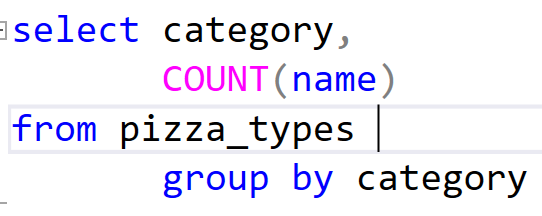 select category,
COUNT(name)
from pizza_types
group by category